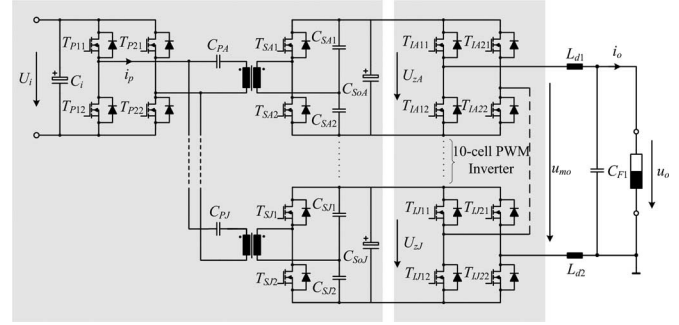 T_P11 T_P21 C_PA T_SA1 C_SA1 T_IA11 T_IA21 L_d1 i_o
U_i C_i i_p C_SoA U_zA
T_P12 T_P22 T_SA2 C_SA2 T_IA12 T_IA22
10-cell PWM
Inverter
u_mo C_F1 u_o
C_PJ T_SJ1 C_SJ1 T_IJ11 T_IJ21
C_SoJ U_zJ
T_SJ2 C_SJ2 T_IJ12 T_IJ22 L_d2